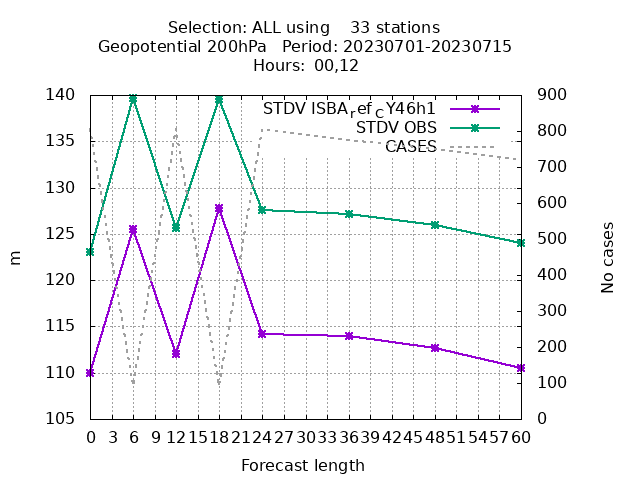 Selection: ALL using    33 stations
Geopotential 200hPa   Period: 20230701-20230715
Hours:  00,12
STDV ISBA_ref_CY46h1
STDV OBS
CASES
140
135
130
125
120
115
110
105
900
800
700
600
500
400
300
200
100
0
m
No cases
0 3 6 9 12 15 18 21 24 27 30 33 36 39 42 45 48 51 54 57 60
Forecast length